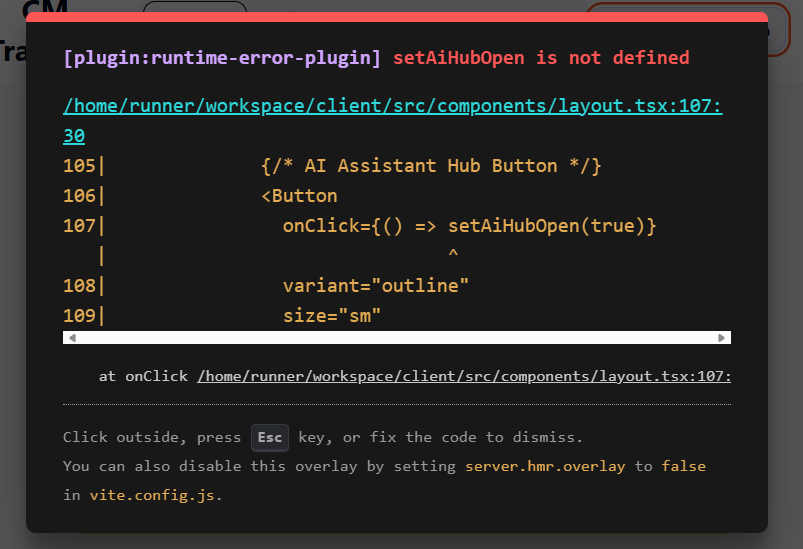 CM
Tra
[plugin:runtime-error-plugin] setAiHubOpen is not defined
/home/runner/workspace/client/src/components/layout.tsx:107:
30
105|              {/* AI Assistant Hub Button */}
106|              <Button
107|                onClick={() => setAiHubOpen(true)}
   |                               ^
108|                variant="outline"
109|                size="sm"
at onClick /home/runner/workspace/client/src/components/layout.tsx:107:
Click outside, press Esc key, or fix the code to dismiss.
You can also disable this overlay by setting server.hmr.overlay to false
in vite.config.js.